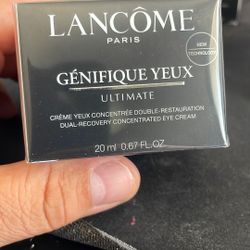 LANCÔME
PARIS
NEW
TECHNOLOGY
GÉNIFIQUE YEUX
ULTIMATE
CRÈME YEUX CONCENTRÉE DOUBLE-RESTAURATION
DUAL-RECOVERY CONCENTRATED EYE CREAM
20 ml 0.67 FL.OZ.